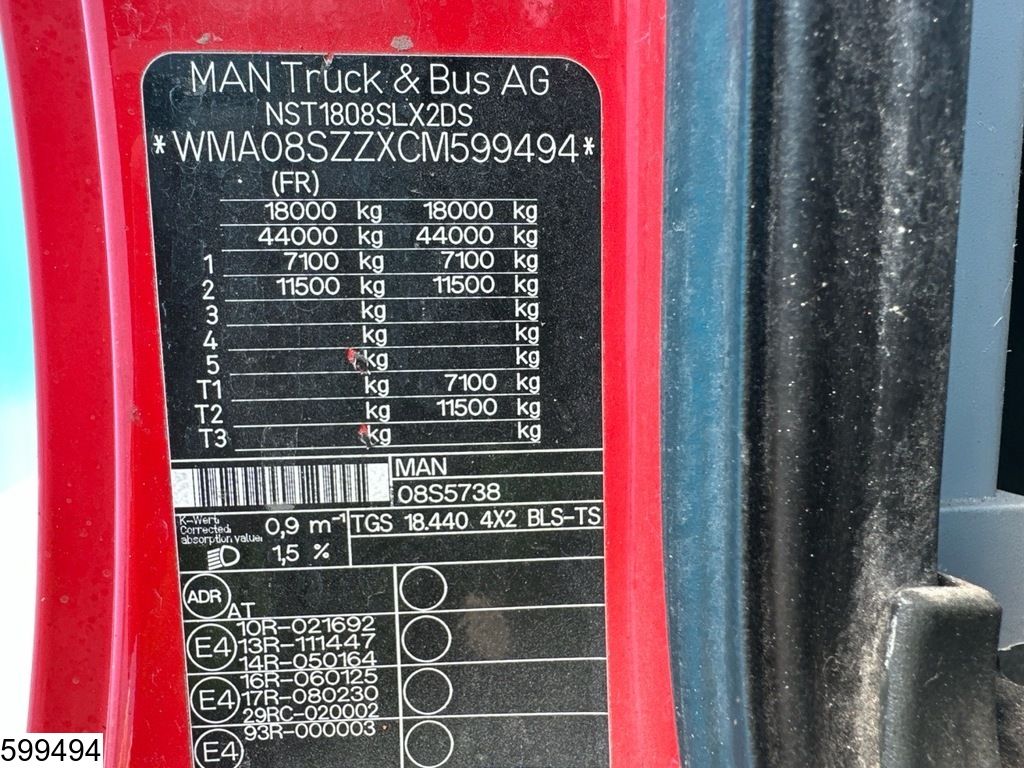 MAN Truck & Bus AG
NST1808SLX2DS
*WMA08SZZXCM599494*
(FR)
18000 kg 18000 kg
44000 kg 44000 kg
1 7100 kg 7100 kg
2 11500 kg 11500 kg
3 kg kg
4 kg kg
5 kg kg
T1 kg 7100 kg
T2 kg 11500 kg
T3 kg kg
MAN
08S5738
K-Wert:
Corrected
absorption value:
0,9 m⁻¹
1,5 %
TGS 18.440 4X2 BLS-TS
ADR AT
10R-021692
E4 13R-111447
14R-050164
16R-060125
E4 17R-080230
29RC-020002
93R-000003
E4
599494